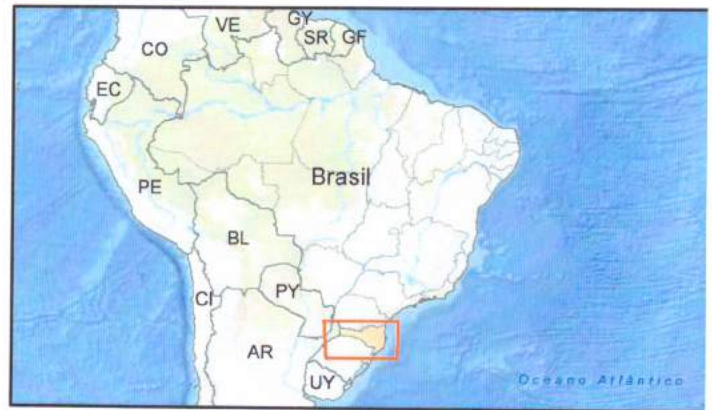 VE
GY
SR
GF
CO
EC
Brasil
PE
BL
CI
PY
AR
UY
Oceano Atlântico